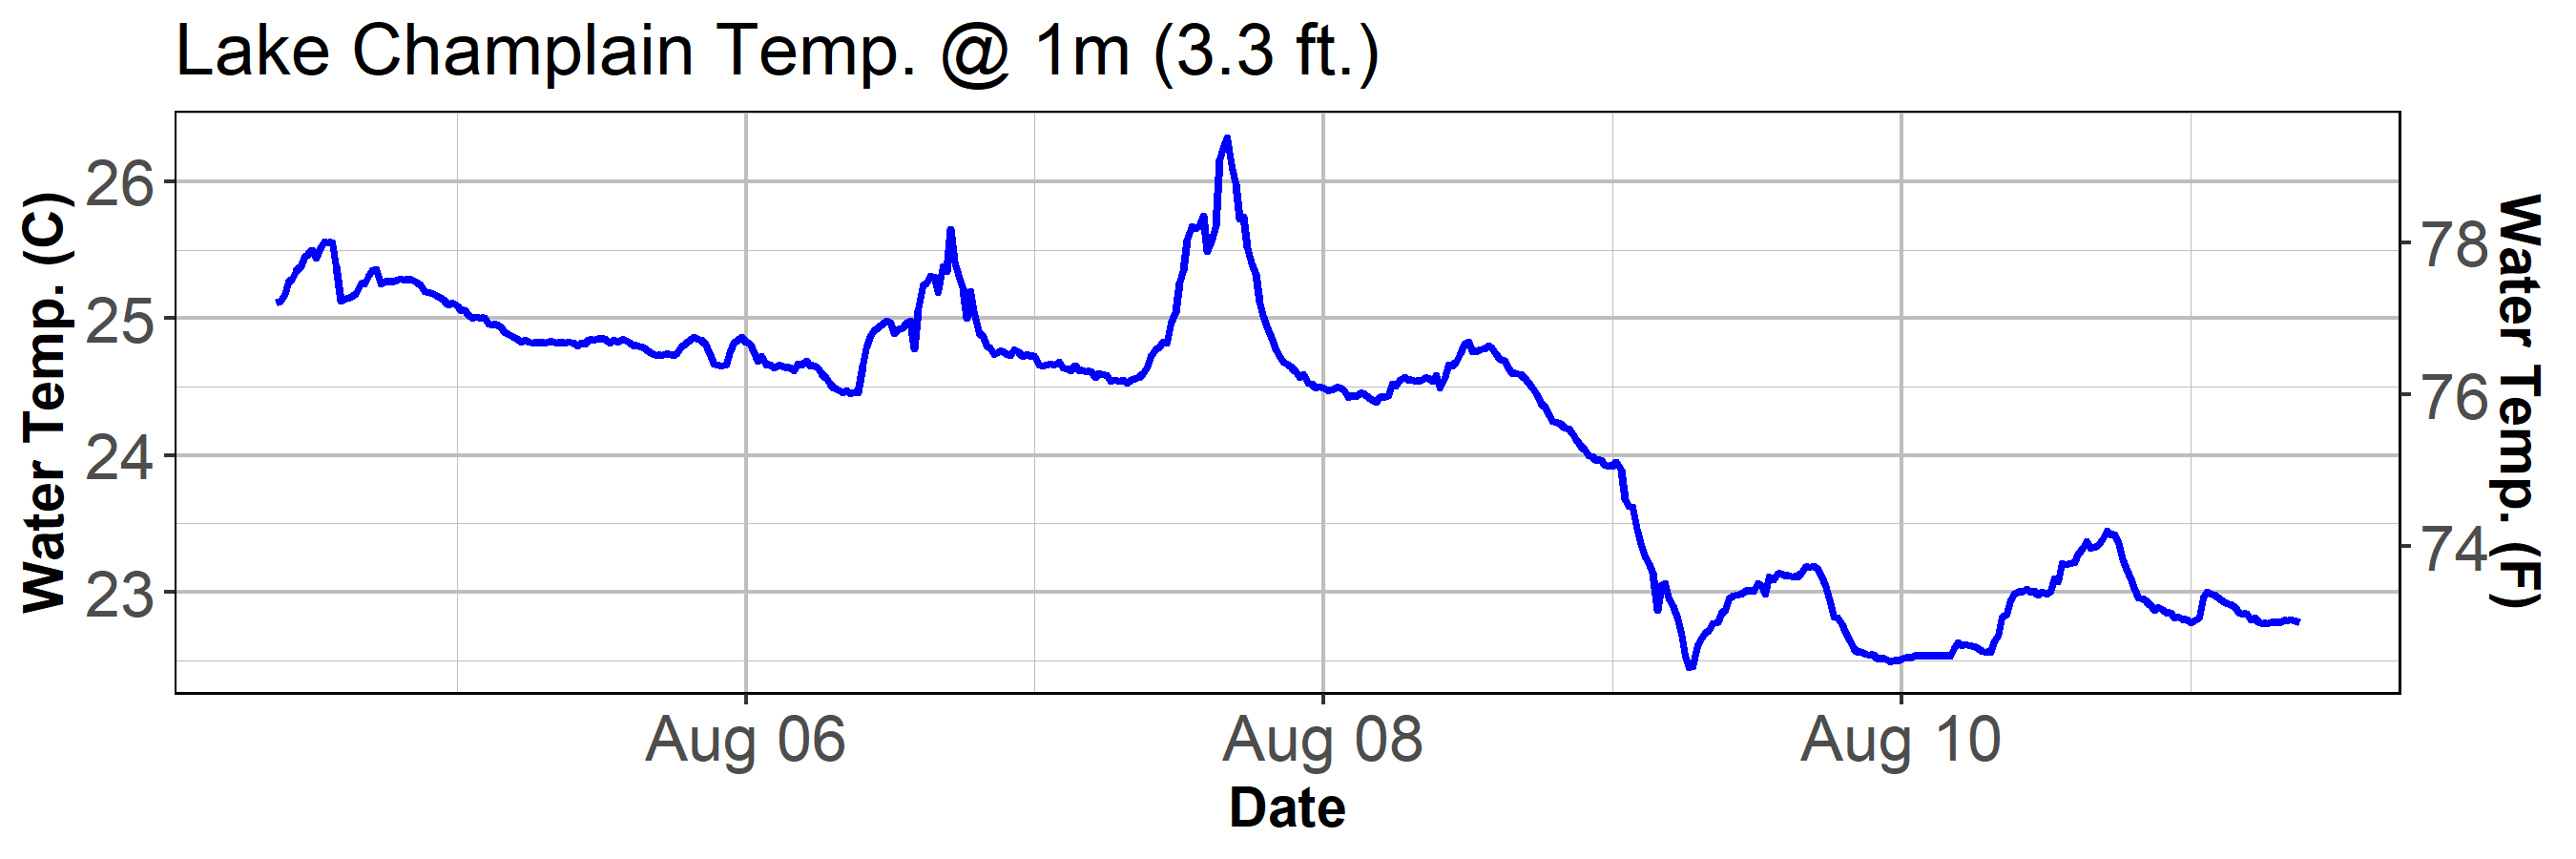 Lake Champlain Temp. @ 1m (3.3 ft.)
Water Temp. (C)
26
25
24
23
78
76
74
Water Temp. (F)
Aug 06
Aug 08
Aug 10
Date